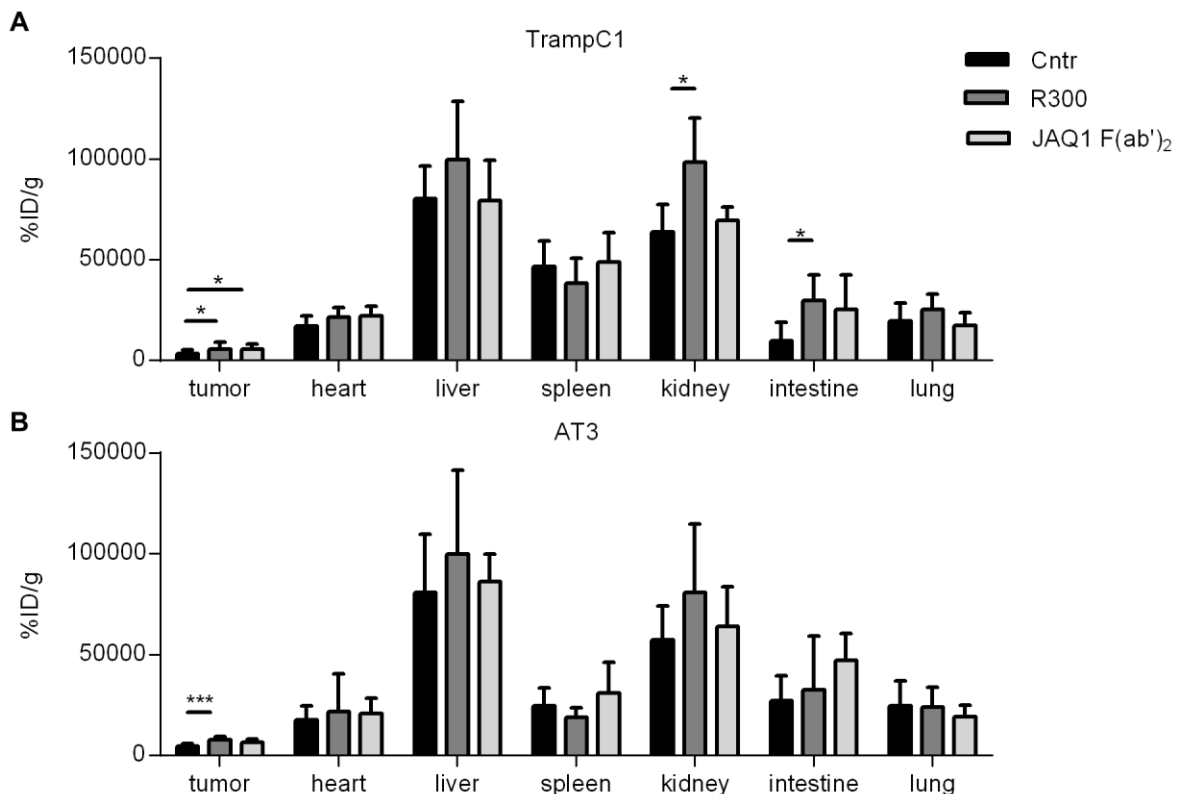 A
TrampC1
%ID/g
150000
100000
50000
0
* * * *
tumor heart liver spleen kidney intestine lung
Cntr
R300
JAQ1 F(ab')₂
B
AT3
%ID/g
150000
100000
50000
0
***
tumor heart liver spleen kidney intestine lung